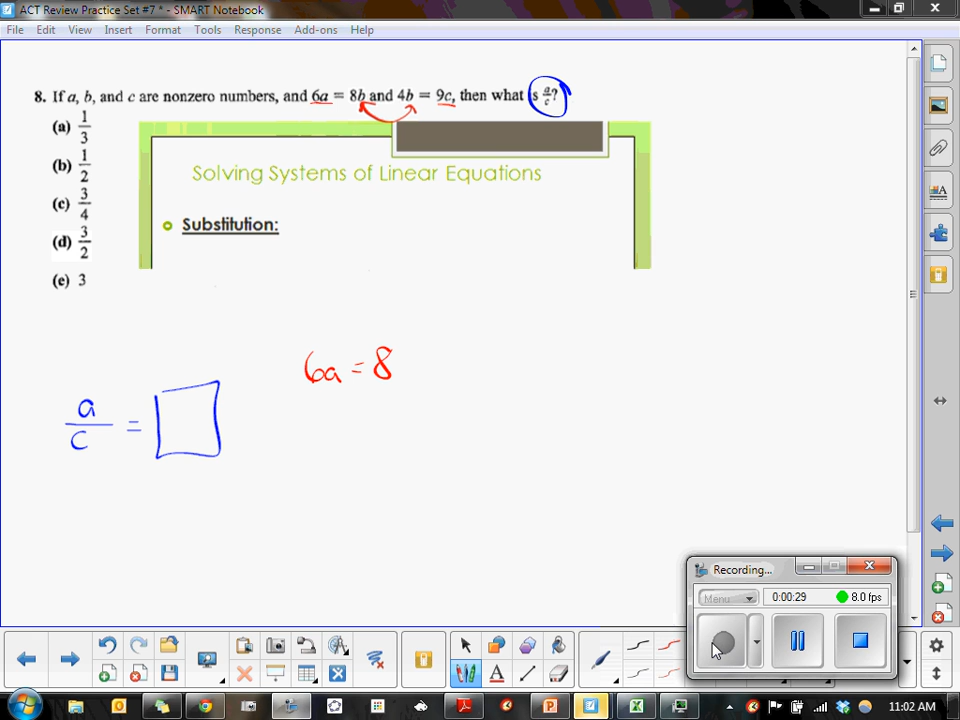 ACT Review Practice Set #7 * - SMART Notebook
File Edit View Insert Format Tools Response Add-ons Help
8. If a, b, and c are nonzero numbers, and 6a = 8b and 4b = 9c, then what is a/c?
(a) 1/3
(b) 1/2
(c) 3/4
(d) 3/2
(e) 3
Solving Systems of Linear Equations
Substitution:
6a = 8
a/c =
Recording...
Menu 0:00:29 8.0 fps
11:02 AM